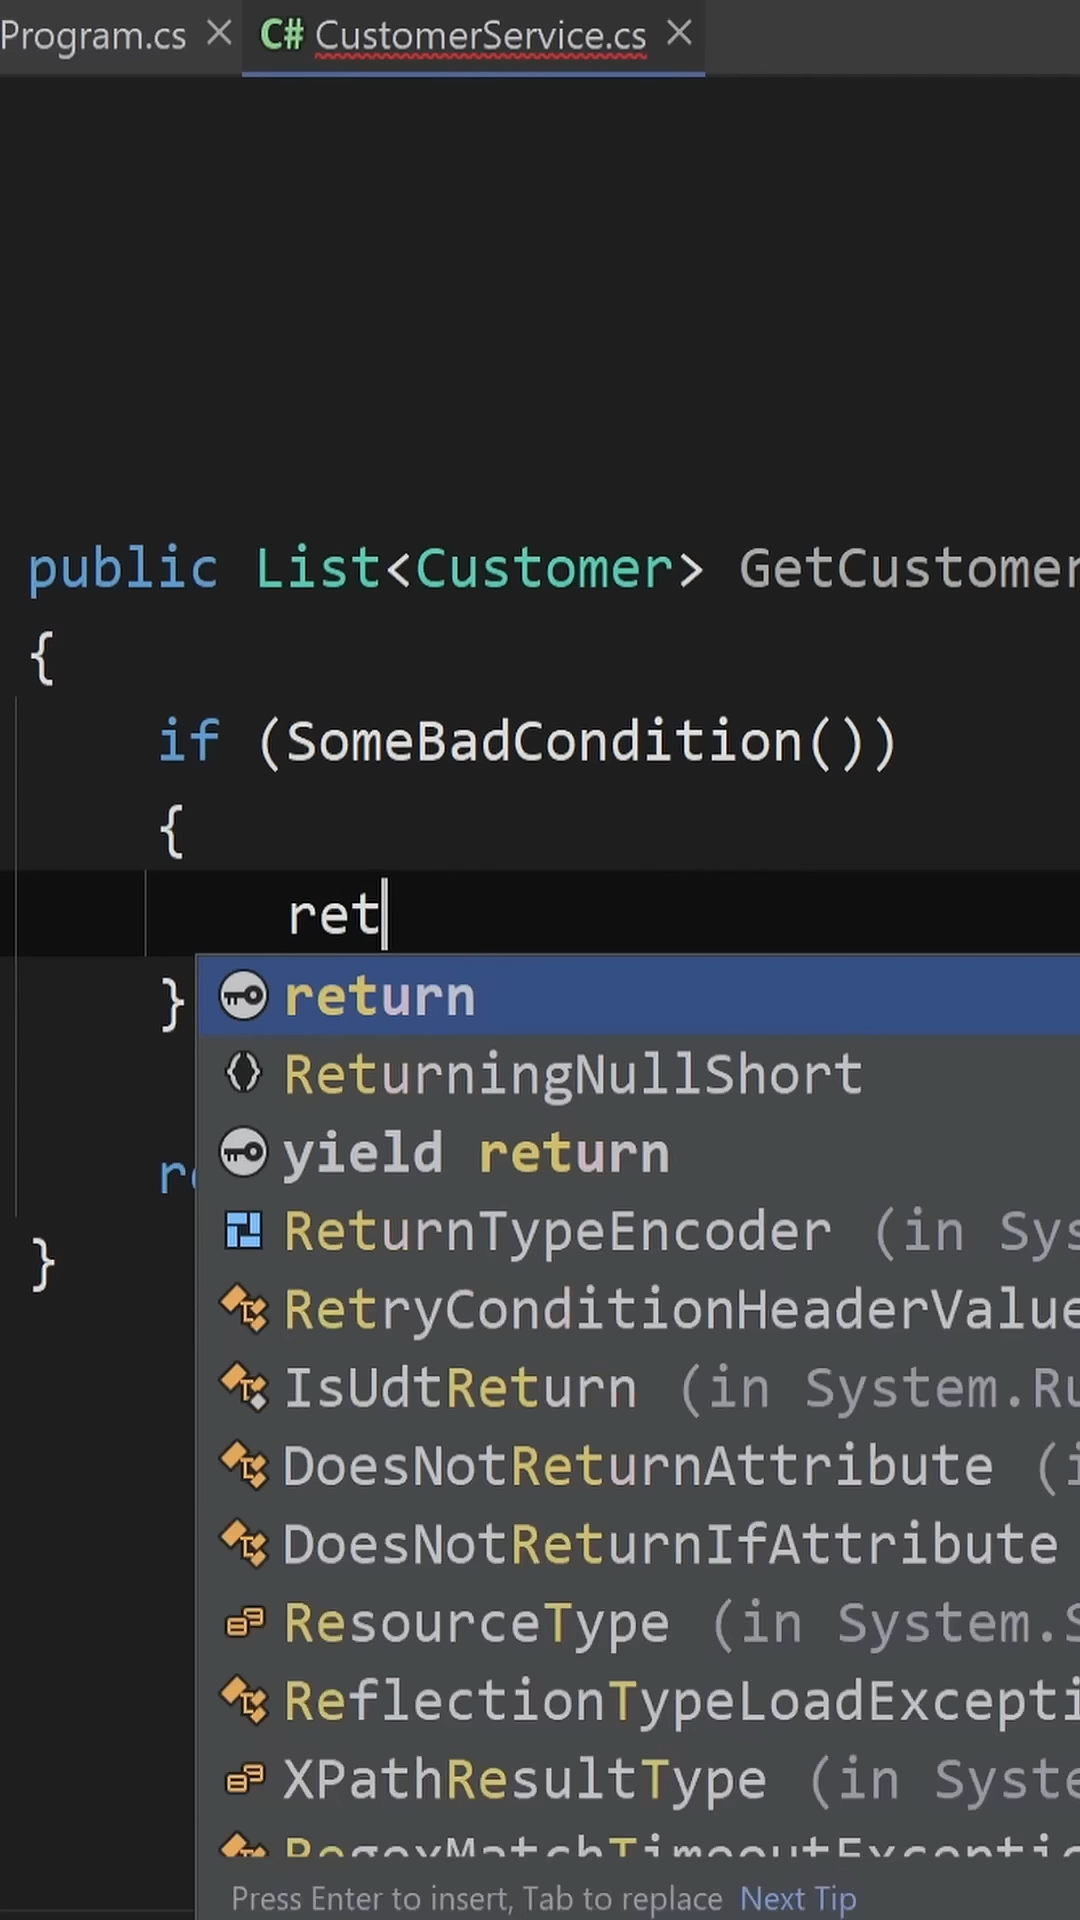 Program.cs × C# CustomerService.cs ×
public List<Customer> GetCustomer
{
if (SomeBadCondition())
{
ret
}
return
ReturningNullShort
yield return
re
ReturnTypeEncoder (in Sys
}
RetryConditionHeaderValue
IsUdtReturn (in System.Ru
DoesNotReturnAttribute (i
DoesNotReturnIfAttribute
ResourceType (in System.S
ReflectionTypeLoadExcepti
XPathResultType (in Syste
RegexMatchTimeoutExceptio
Press Enter to insert, Tab to replace Next Tip